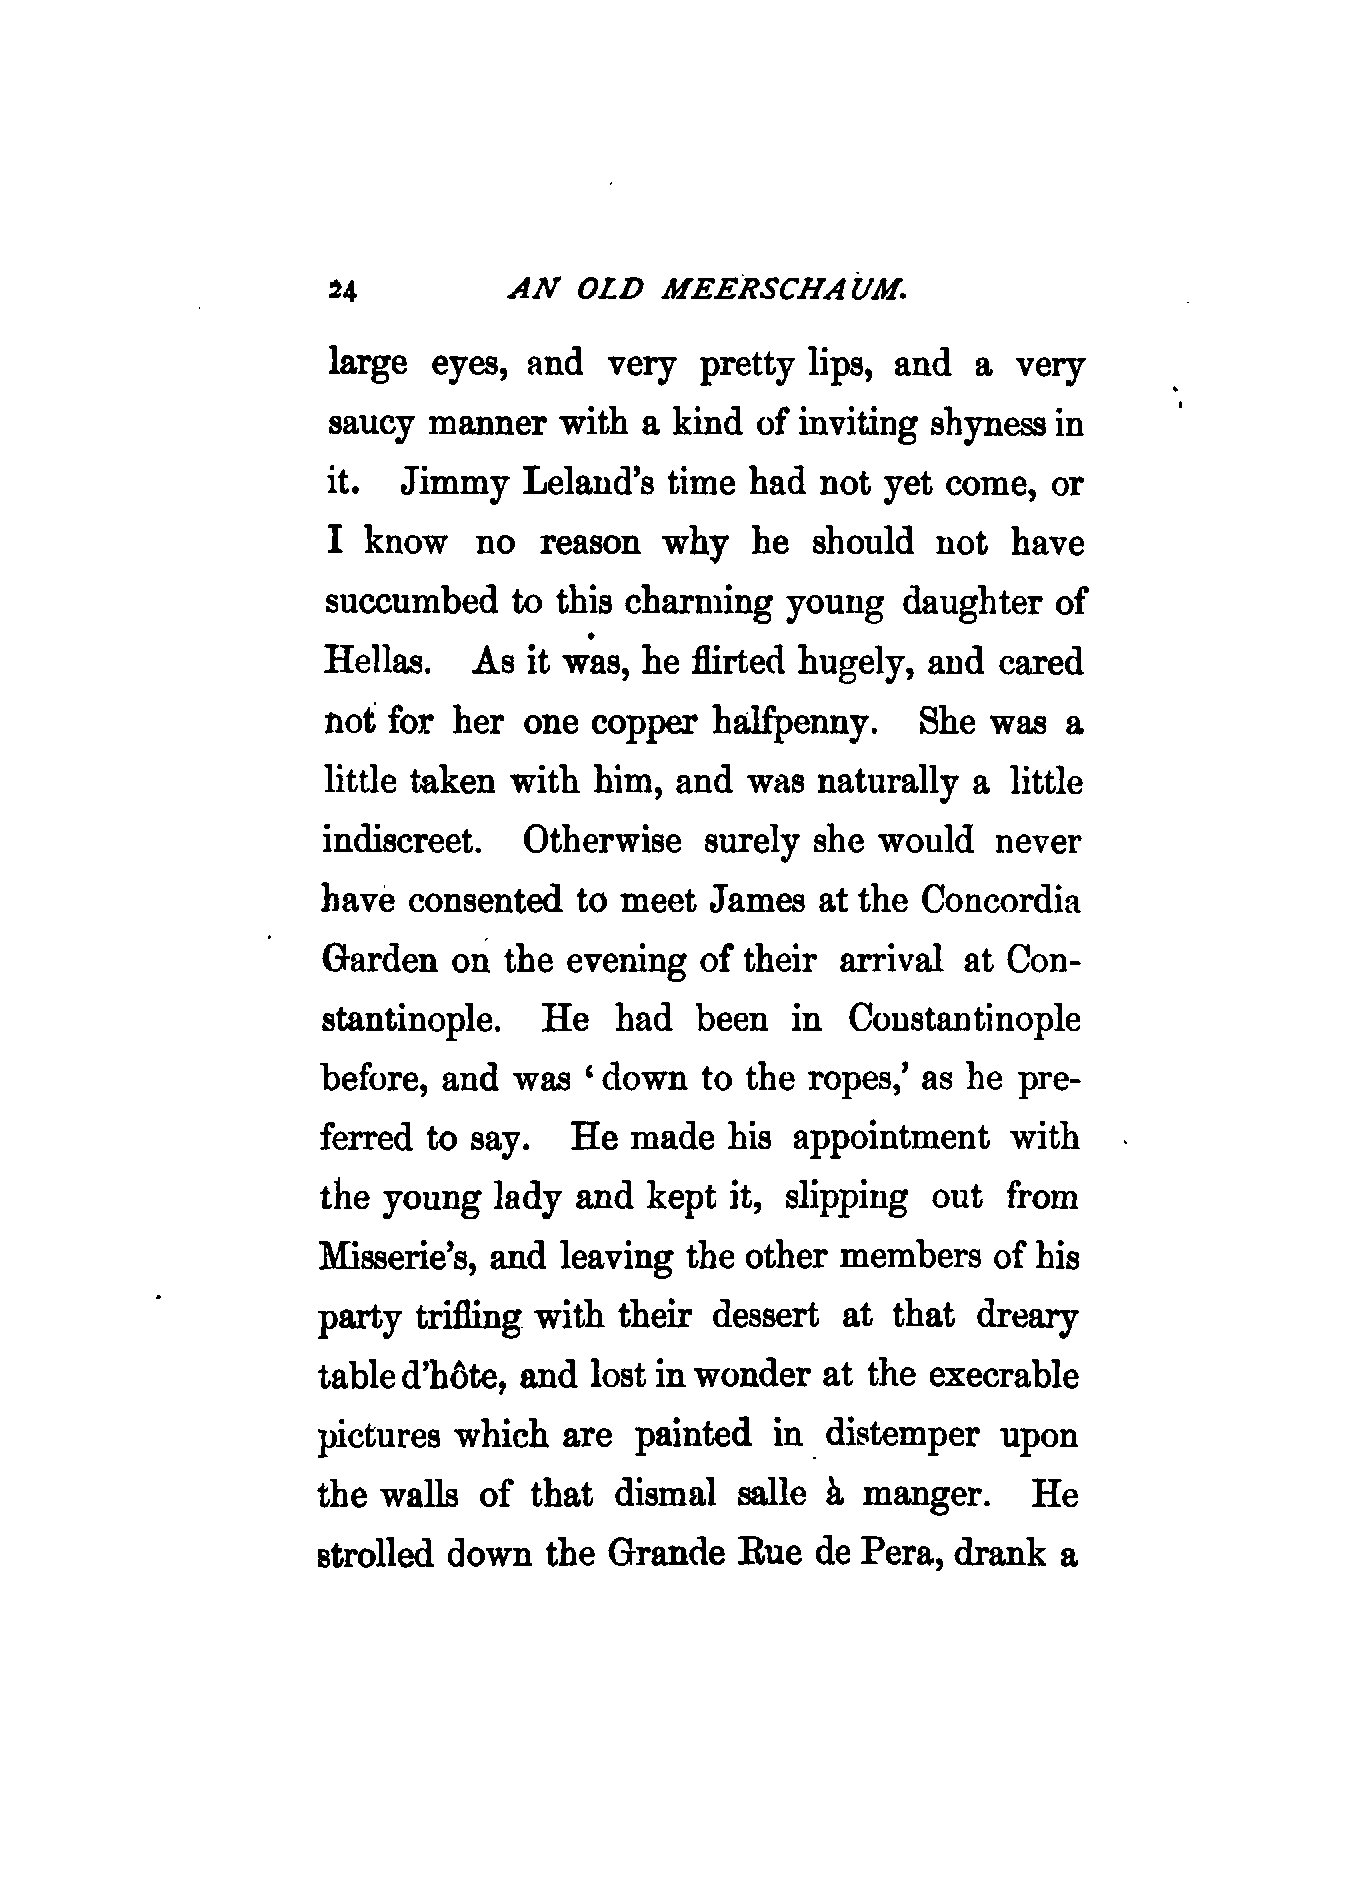 24 AN OLD MEERSCHAUM.
large eyes, and very pretty lips, and a very
saucy manner with a kind of inviting shyness in
it. Jimmy Leland's time had not yet come, or
I know no reason why he should not have
succumbed to this charming young daughter of
Hellas. As it was, he flirted hugely, and cared
not for her one copper halfpenny. She was a
little taken with him, and was naturally a little
indiscreet. Otherwise surely she would never
have consented to meet James at the Concordia
Garden on the evening of their arrival at Con-
stantinople. He had been in Constantinople
before, and was ‘down to the ropes,’ as he pre-
ferred to say. He made his appointment with
the young lady and kept it, slipping out from
Misserie's, and leaving the other members of his
party trifling with their dessert at that dreary
table d'hôte, and lost in wonder at the execrable
pictures which are painted in distemper upon
the walls of that dismal salle à manger. He
strolled down the Grande Rue de Pera, drank a